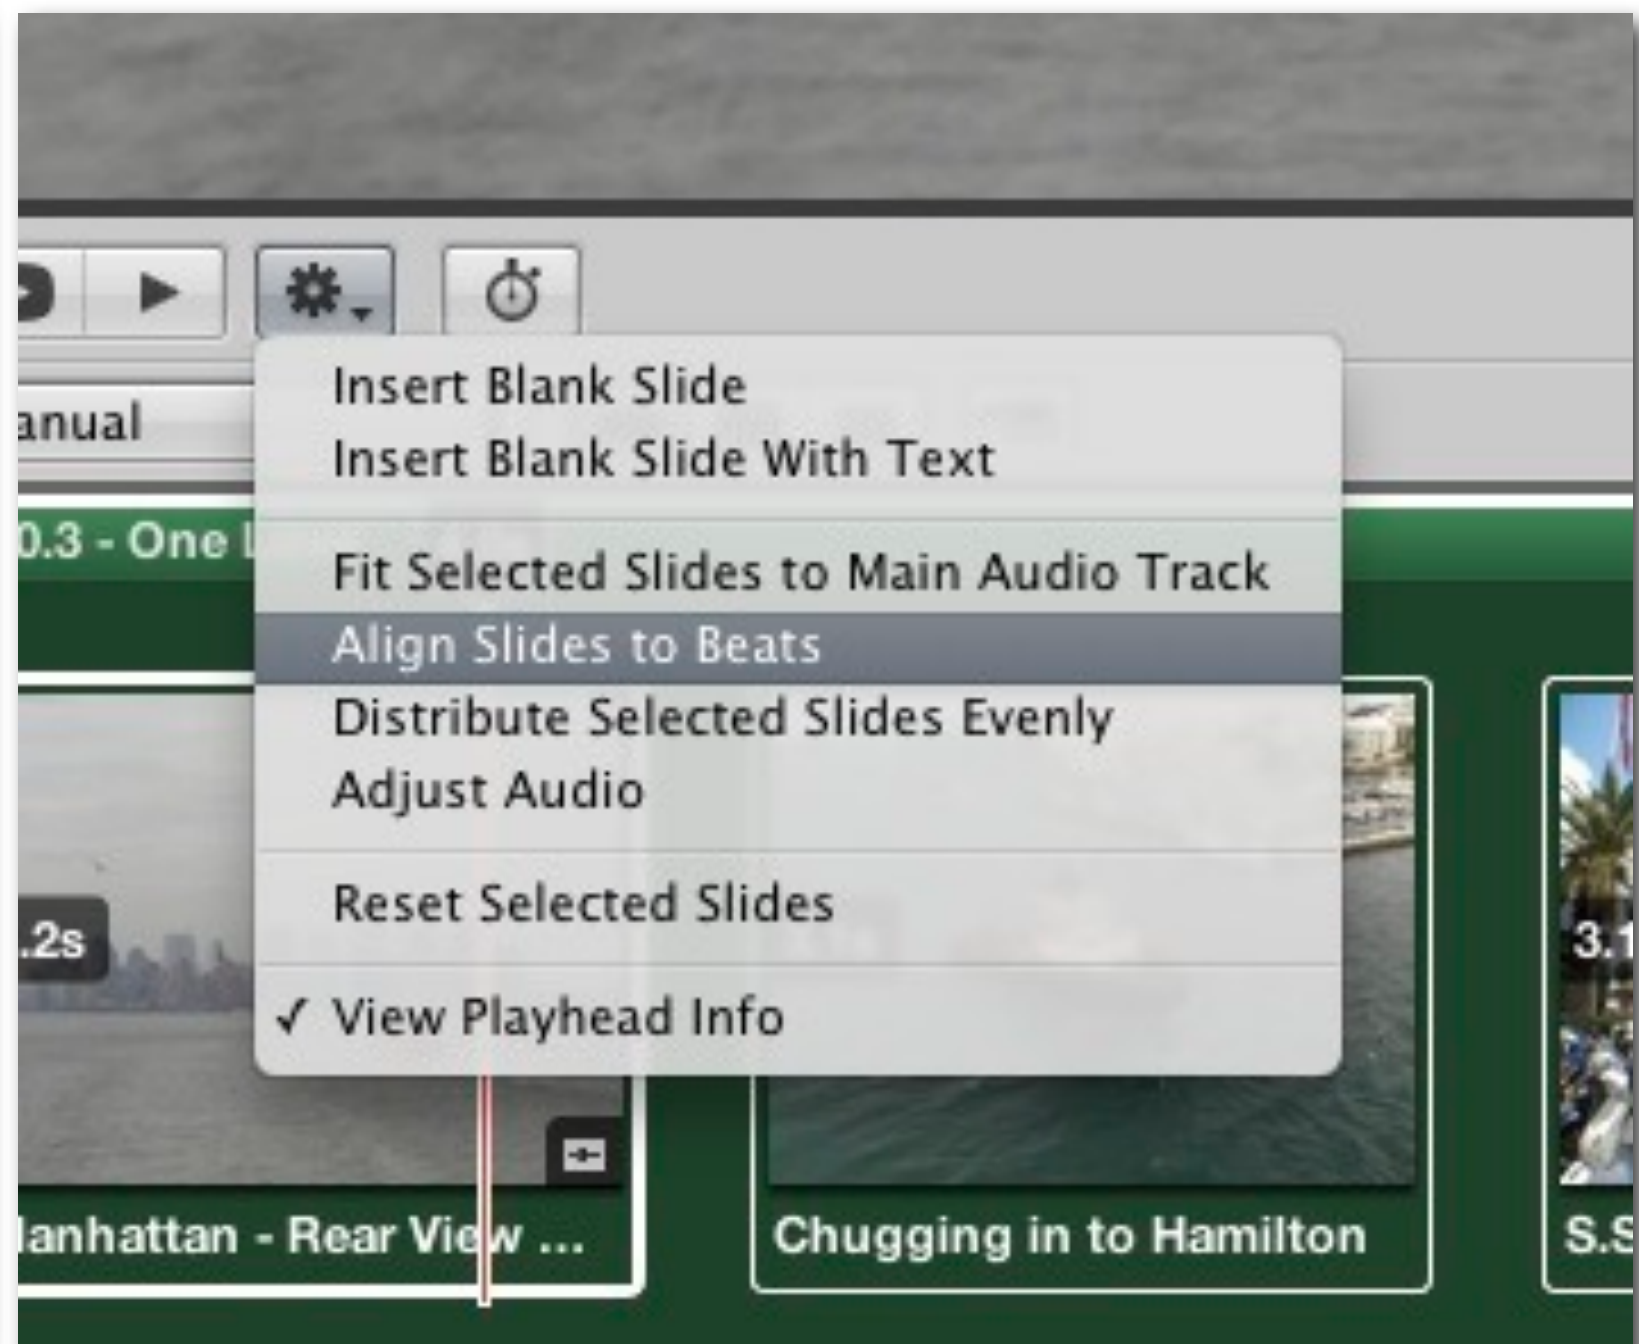 Insert Blank Slide
anual
Insert Blank Slide With Text
0.3 - One
Fit Selected Slides to Main Audio Track
Align Slides to Beats
Distribute Selected Slides Evenly
Adjust Audio
Reset Selected Slides
.2s
3.1
✓ View Playhead Info
anhattan - Rear View ...
Chugging in to Hamilton
S.S